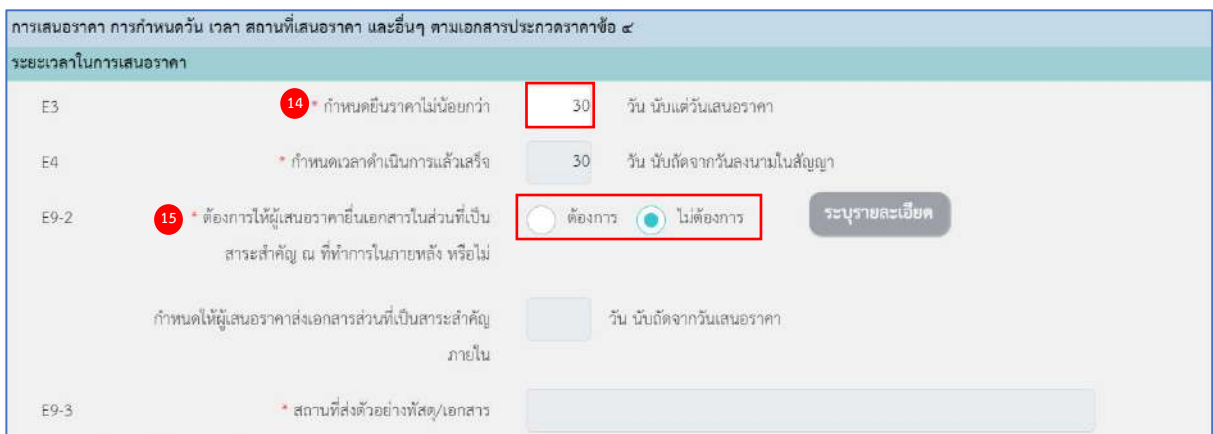 การเสนอราคา การกำหนดวัน เวลา สถานที่เสนอราคา และอื่นๆ ตามเอกสารประกวดราคาข้อ ๔
ระยะเวลาในการเสนอราคา
E3 14 * กำหนดยืนราคาไม่น้อยกว่า 30 วัน นับแต่วันเสนอราคา
E4 * กำหนดเวลาดำเนินการแล้วเสร็จ 30 วัน นับถัดจากวันลงนามในสัญญา
E9-2 15 * ต้องการให้ผู้เสนอราคายื่นเอกสารในส่วนที่เป็น ต้องการ ไม่ต้องการ ระบุรายละเอียด
สาระสำคัญ ณ ที่ทำการในภายหลัง หรือไม่
กำหนดให้ผู้เสนอราคาส่งเอกสารส่วนที่เป็นสาระสำคัญ วัน นับถัดจากวันเสนอราคา
ภายใน
E9-3 * สถานที่ส่งตัวอย่างพัสดุ/เอกสาร